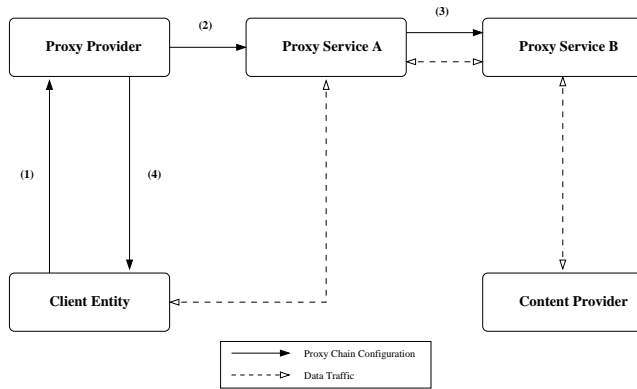 (2)
(3)
Proxy Provider
Proxy Service A
Proxy Service B
(1)
(4)
Client Entity
Content Provider
Proxy Chain Configuration
Data Traffic